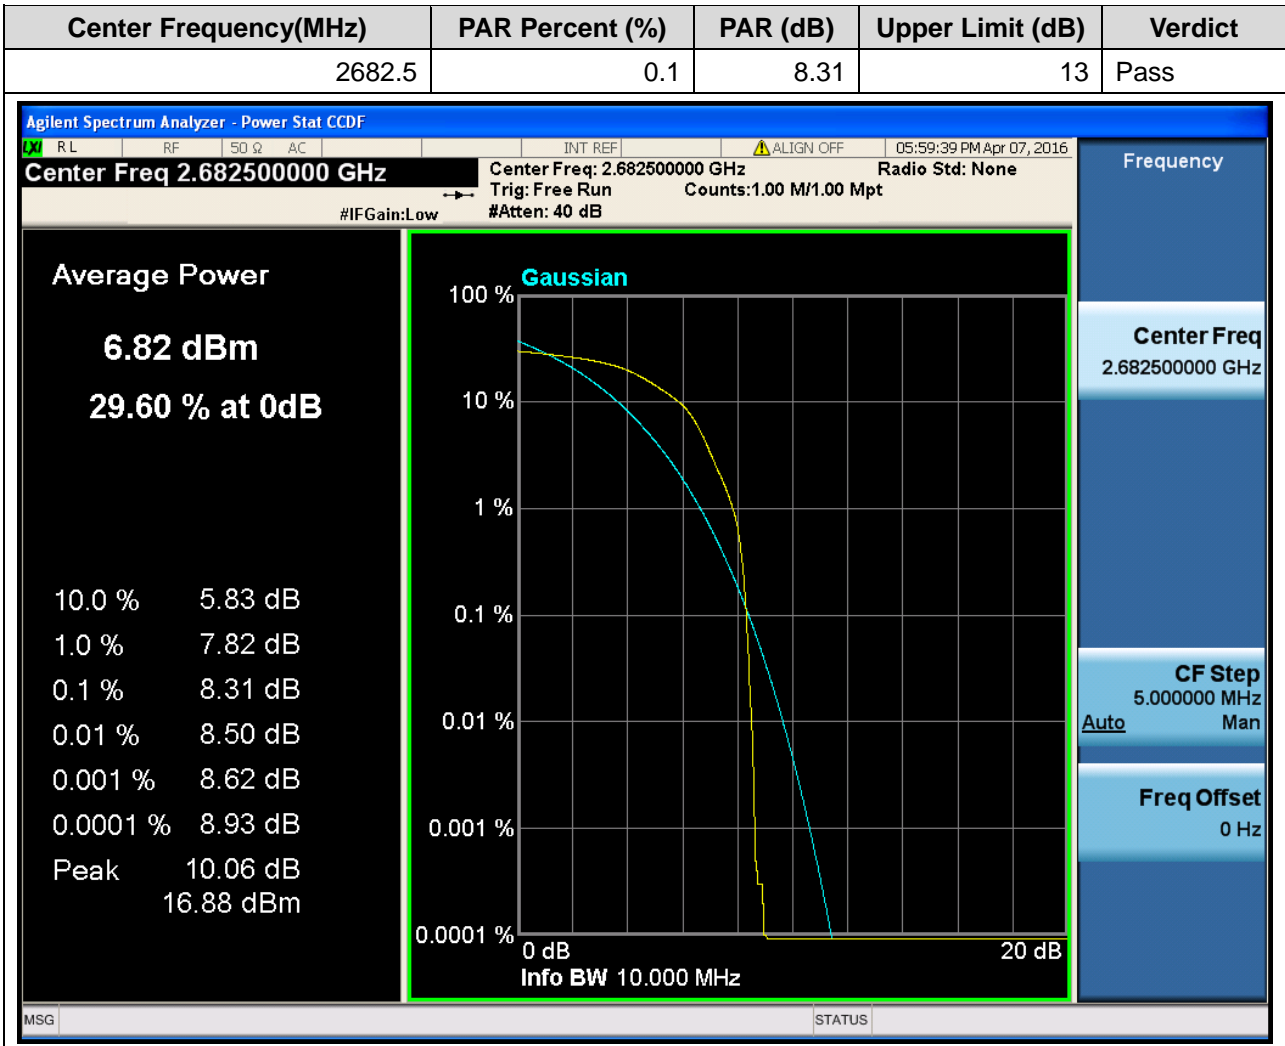 Center Frequency(MHz) PAR Percent (%) PAR (dB) Upper Limit (dB) Verdict
2682.5 0.1 8.31 13 Pass
Agilent Spectrum Analyzer - Power Stat CCDF
LXI RL RF 50 Ω AC INT REF ALIGN OFF 05:59:39 PM Apr 07, 2016
Center Freq 2.682500000 GHz
Center Freq: 2.682500000 GHz Radio Std: None
Trig: Free Run Counts:1.00 M/1.00 Mpt
#IFGain:Low #Atten: 40 dB
Average Power
6.82 dBm
29.60 % at 0dB
10.0 % 5.83 dB
1.0 % 7.82 dB
0.1 % 8.31 dB
0.01 % 8.50 dB
0.001 % 8.62 dB
0.0001 % 8.93 dB
Peak 10.06 dB
16.88 dBm
Gaussian
100 %
10 %
1 %
0.1 %
0.01 %
0.001 %
0.0001 %
0 dB 20 dB
Info BW 10.000 MHz
Frequency
Center Freq
2.682500000 GHz
CF Step
5.000000 MHz
Auto Man
Freq Offset
0 Hz
MSG STATUS